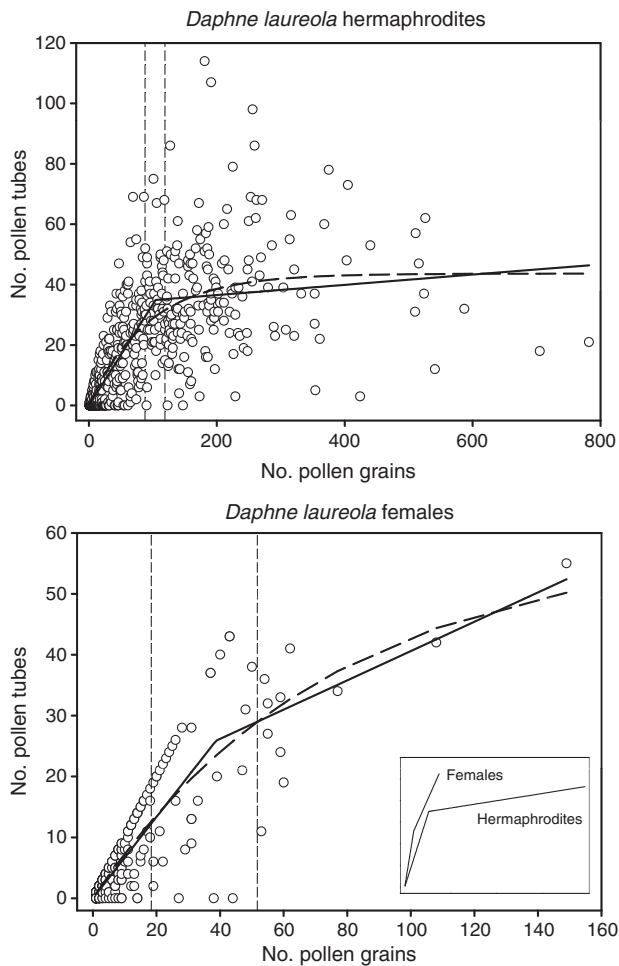 Daphne laureola hermaphrodites
120
100
80
60
40
20
0
No. pollen tubes
0 200 400 600 800
No. pollen grains
Daphne laureola females
60
50
40
30
20
10
0
No. pollen tubes
Females
Hermaphrodites
0 20 40 60 80 100 120 140 160
No. pollen grains